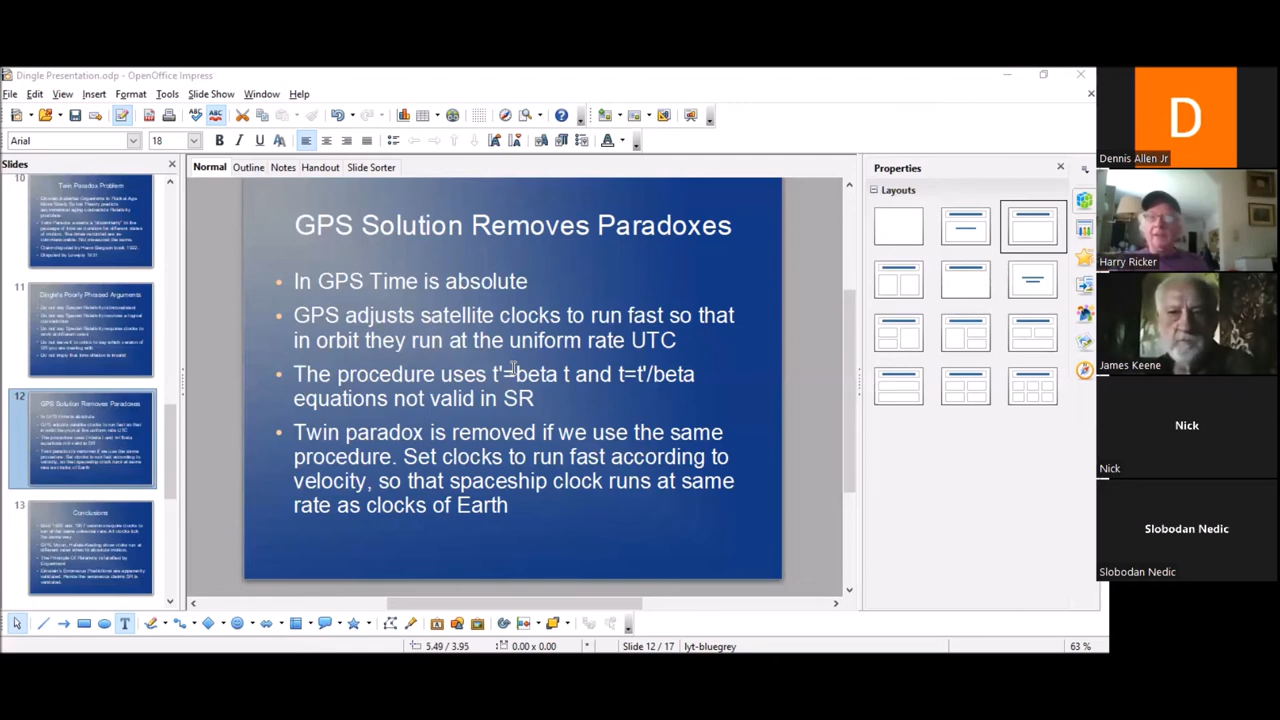 Dingle Presentation.odp - OpenOffice Impress
File Edit View Insert Format Tools Slide Show Window Help
Arial
18
Slides
Normal Outline Notes Handout Slide Sorter
10
Twin Paradox Problem
11
Dingle's Poorly Phrased Arguments
12
GPS Solution Removes Paradoxes
13
Conclusions
GPS Solution Removes Paradoxes
• In GPS Time is absolute
• GPS adjusts satellite clocks to run fast so that
in orbit they run at the uniform rate UTC
• The procedure uses t'=beta t and t=t'/beta
equations not valid in SR
• Twin paradox is removed if we use the same
procedure. Set clocks to run fast according to
velocity, so that spaceship clock runs at same
rate as clocks of Earth
Properties
Layouts
5.49 / 3.95
0.00 x 0.00
*
Slide 12 / 17
lyt-bluegrey
63 %
D
Dennis Allen Jr
Harry Ricker
James Keene
Nick
Nick
Slobodan Nedic
Slobodan Nedic